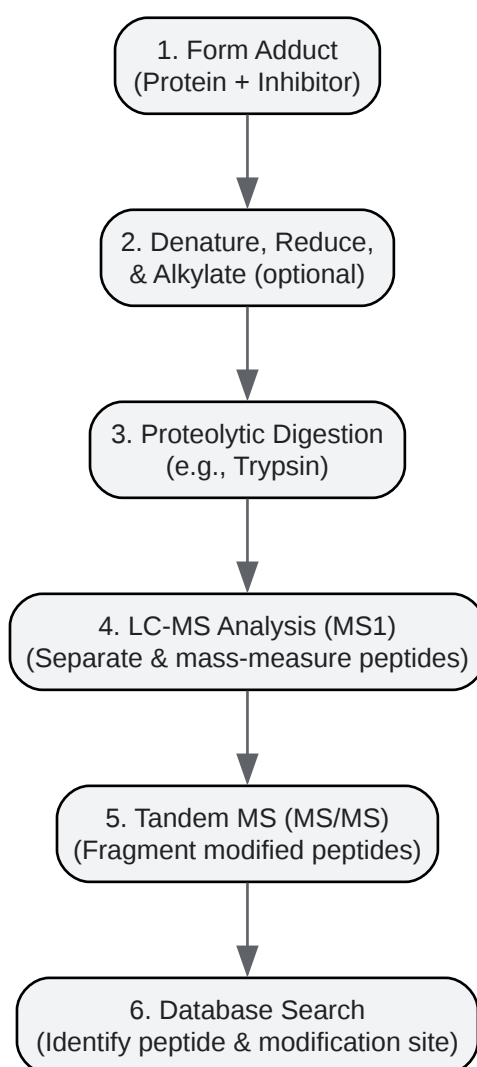 1. Form Adduct
(Protein + Inhibitor)
2. Denature, Reduce,
& Alkylate (optional)
3. Proteolytic Digestion
(e.g., Trypsin)
4. LC-MS Analysis (MS1)
(Separate & mass-measure peptides)
5. Tandem MS (MS/MS)
(Fragment modified peptides)
6. Database Search
(Identify peptide & modification site)